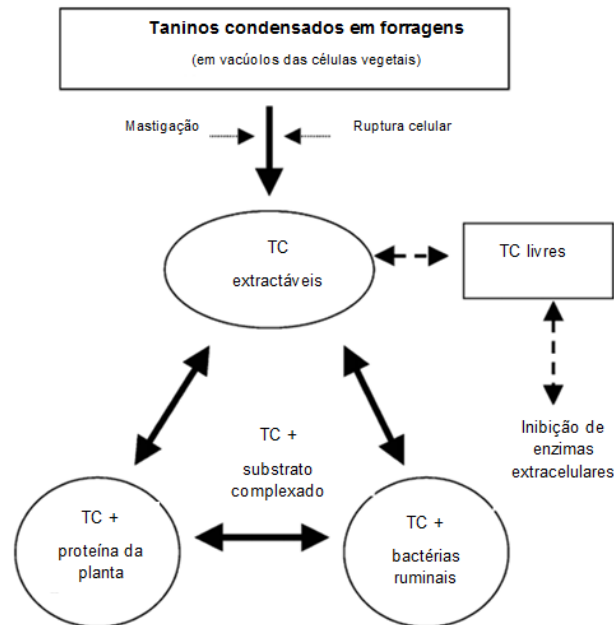 Taninos condensados em forragens
(em vacúolos das células vegetais)
Mastigação
Ruptura celular
TC
extractáveis
TC livres
Inibição de
enzimas
extracelulares
TC +
substrato
complexado
TC +
proteína da
planta
TC +
bactérias
ruminais